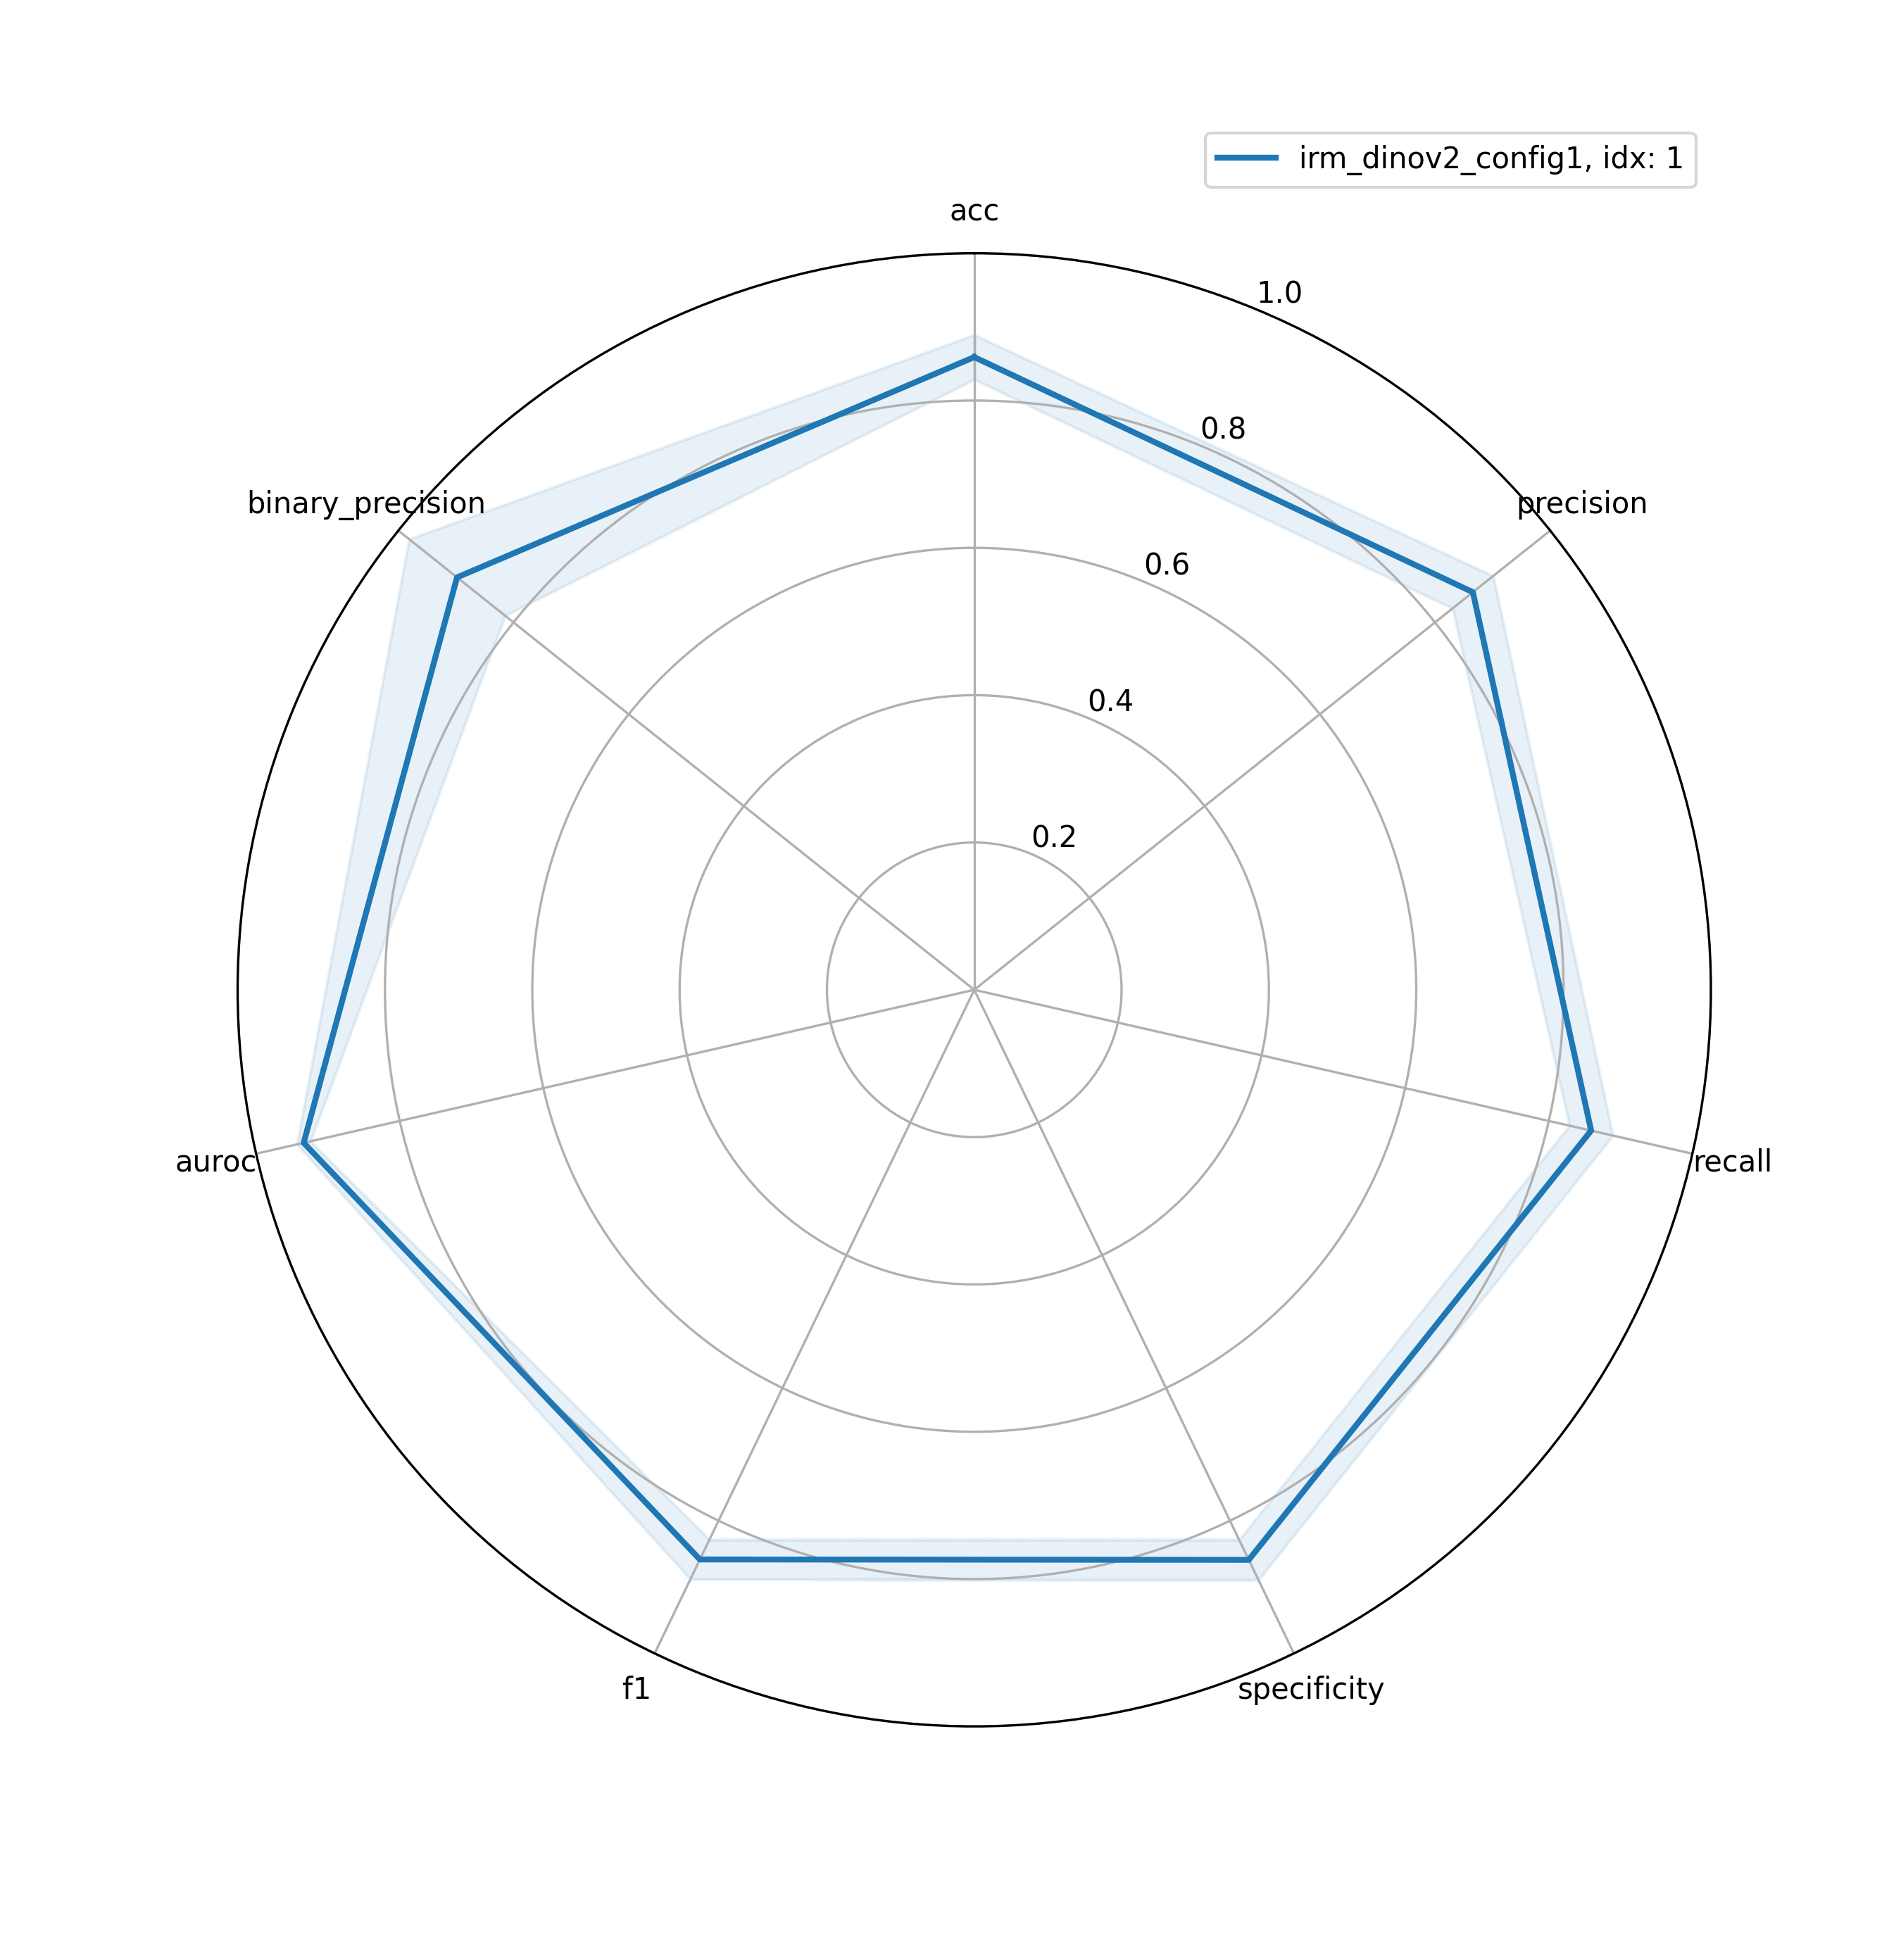 irm_dinov2_config1, idx: 1
acc
1.0
0.8
binary_precision
precision
0.6
0.4
0.2
auroc
recall
f1
specificity